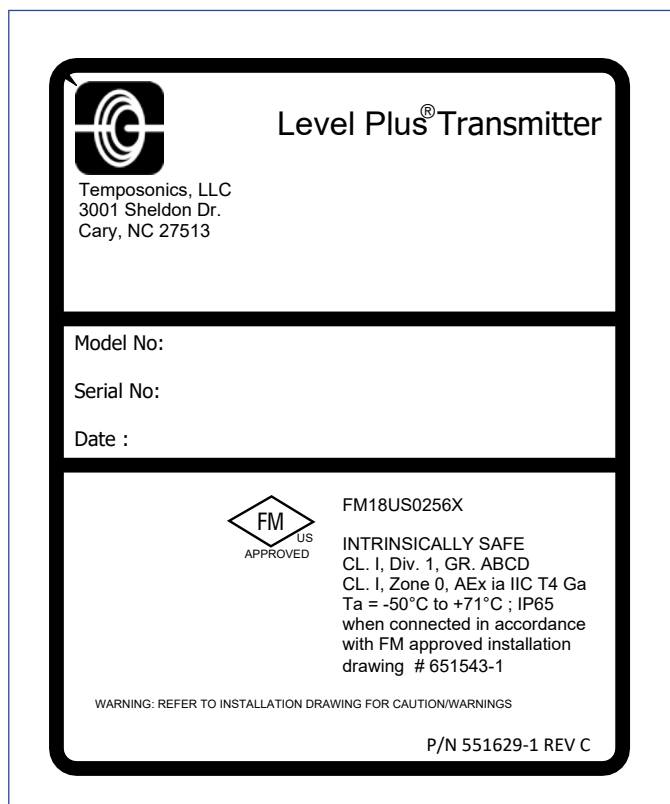 Level Plus® Transmitter
Temposonics, LLC
3001 Sheldon Dr.
Cary, NC 27513
Model No:
Serial No:
Date :
FM
US
APPROVED
FM18US0256X
INTRINSICALLY SAFE
CL. I, Div. 1, GR. ABCD
CL. I, Zone 0, AEx ia IIC T4 Ga
Ta = -50°C to +71°C ; IP65
when connected in accordance
with FM approved installation
drawing # 651543-1
WARNING: REFER TO INSTALLATION DRAWING FOR CAUTION/WARNINGS
P/N 551629-1 REV C